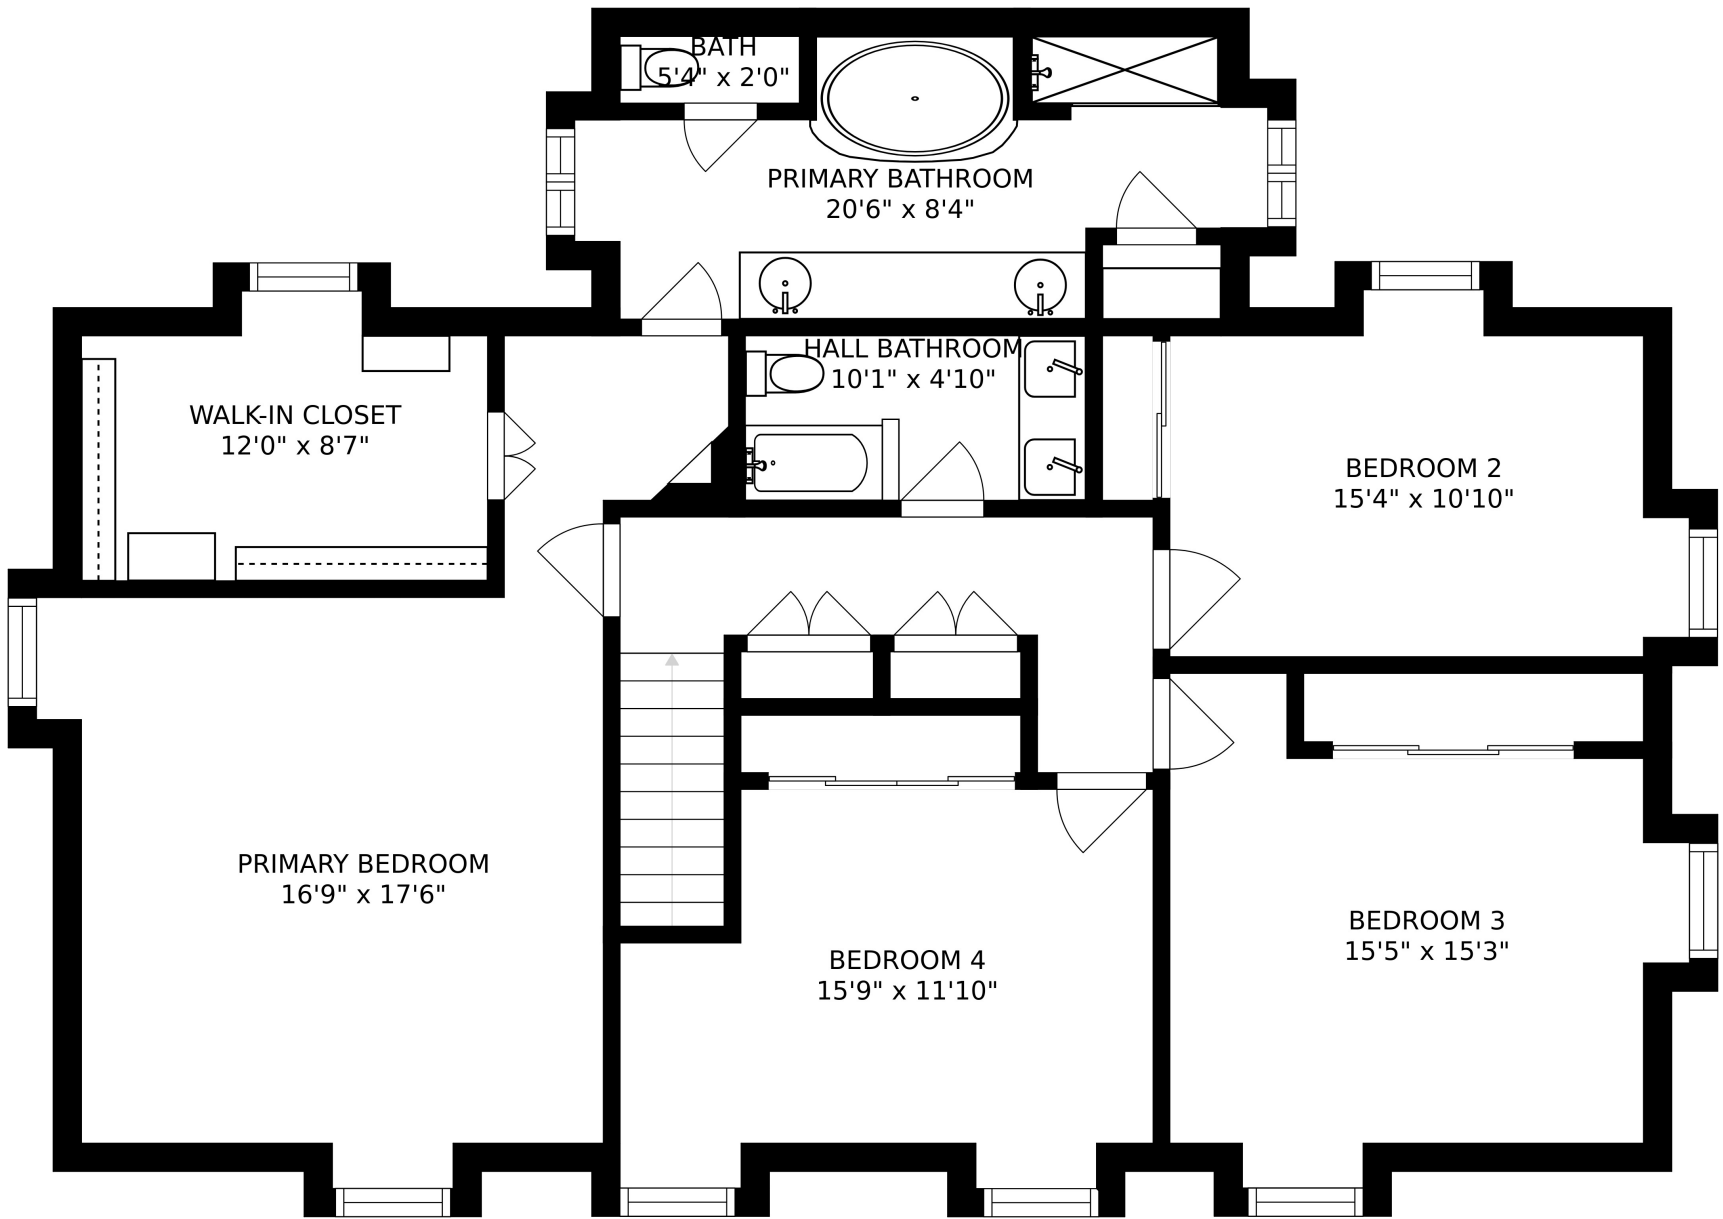 BATH
5'4" x 2'0"
PRIMARY BATHROOM
20'6" x 8'4"
HALL BATHROOM
10'1" x 4'10"
WALK-IN CLOSET
12'0" x 8'7"
BEDROOM 2
15'4" x 10'10"
PRIMARY BEDROOM
16'9" x 17'6"
BEDROOM 4
15'9" x 11'10"
BEDROOM 3
15'5" x 15'3"